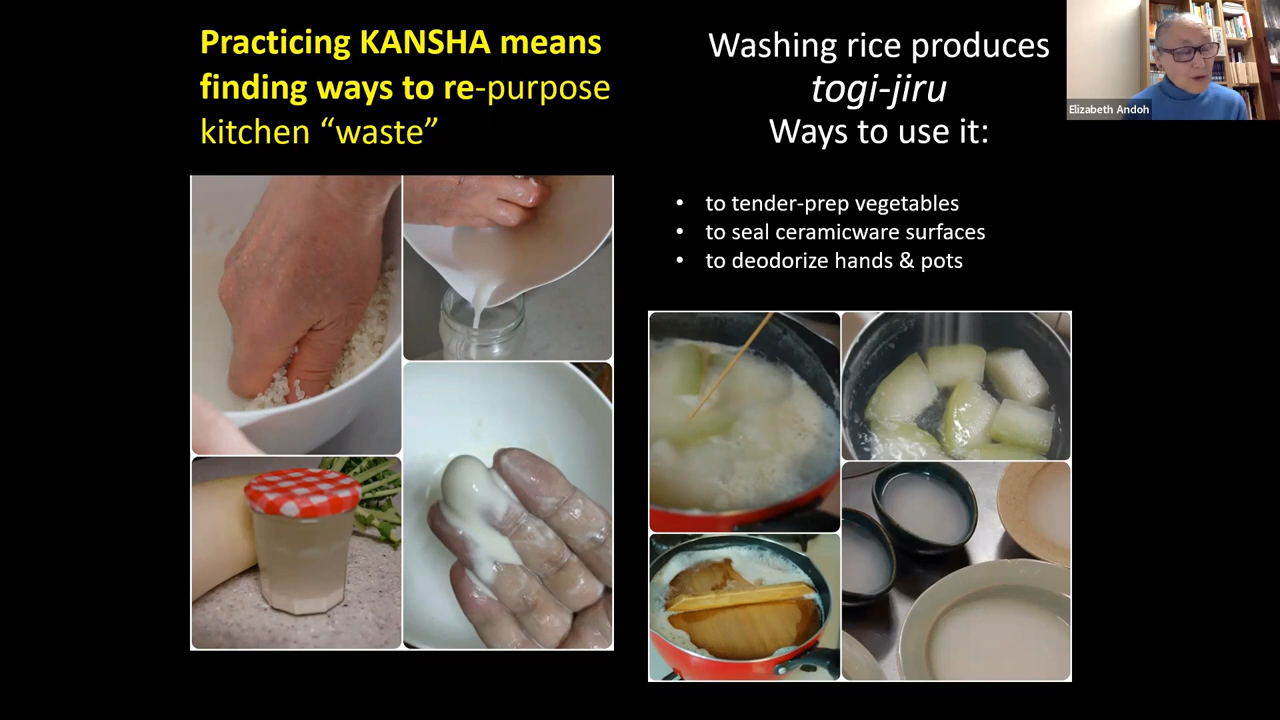 Practicing KANSHA means
finding ways to re-purpose
kitchen “waste”
Washing rice produces
togi-jiru
Ways to use it:
• to tender-prep vegetables
• to seal ceramicware surfaces
• to deodorize hands & pots
Elizabeth Andoh